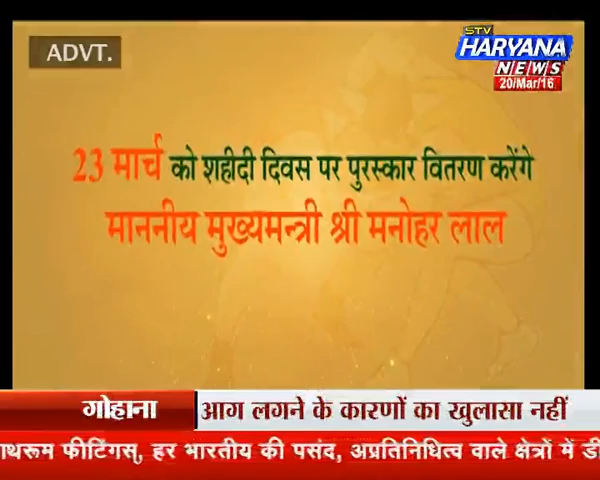 ADVT.
STV
HARYANA
NEWS
20/Mar/16
23 मार्च को शहीदी दिवस पर पुरस्कार वितरण करेंगे
माननीय मुख्यमन्त्री श्री मनोहर लाल
गोहाना
आग लगने के कारणों का खुलासा नहीं
ाथरूम फीटिंगस्, हर भारतीय की पसंद, अप्रतिनिधित्व वाले क्षेत्रों में डी